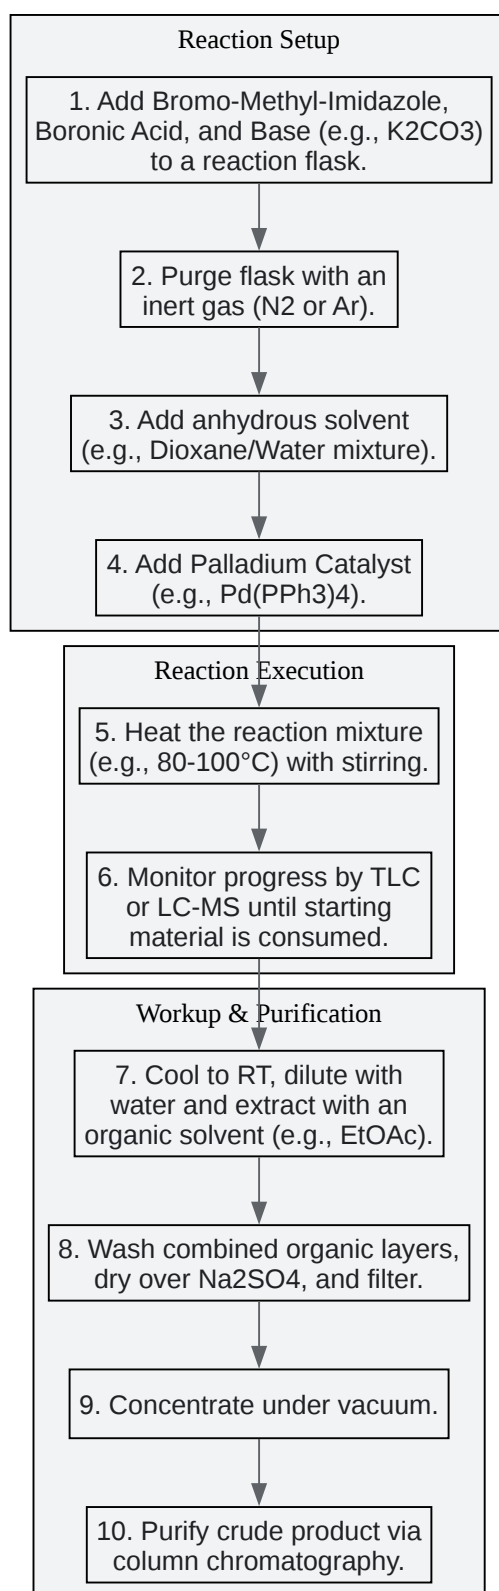 Reaction Setup
1. Add Bromo-Methyl-Imidazole,
Boronic Acid, and Base (e.g., K2CO3)
to a reaction flask.
2. Purge flask with an
inert gas (N2 or Ar).
3. Add anhydrous solvent
(e.g., Dioxane/Water mixture).
4. Add Palladium Catalyst
(e.g., Pd(PPh3)4).
Reaction Execution
5. Heat the reaction mixture
(e.g., 80-100°C) with stirring.
6. Monitor progress by TLC
or LC-MS until starting
material is consumed.
Workup & Purification
7. Cool to RT, dilute with
water and extract with an
organic solvent (e.g., EtOAc).
8. Wash combined organic layers,
dry over Na2SO4, and filter.
9. Concentrate under vacuum.
10. Purify crude product via
column chromatography.